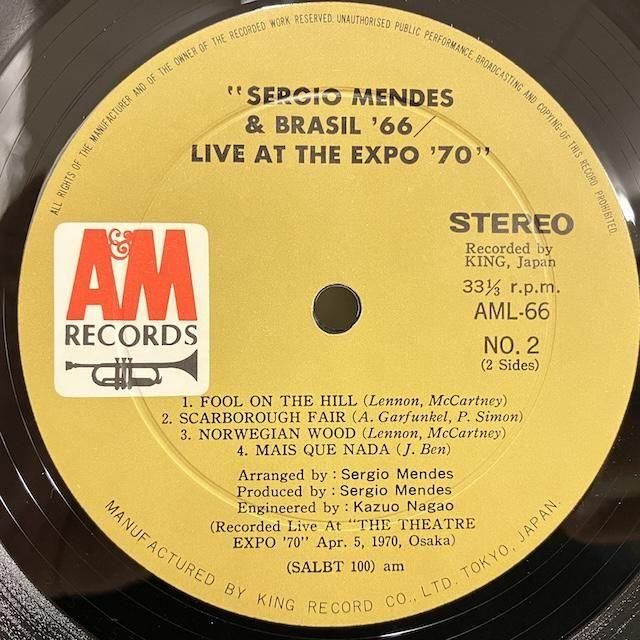 ALL RIGHTS OF THE MANUFACTURER AND OF THE OWNER OF THE RECORDED WORK RESERVED. UNAUTHORISED PUBLIC PERFORMANCE, BROADCASTING AND COPYING OF THIS RECORD PROHIBITED.
"SERGIO MENDES
& BRASIL '66/
LIVE AT THE EXPO '70"
A&M
RECORDS
STEREO
Recorded by
KING, Japan
33⅓ r.p.m.
AML-66
NO. 2
(2 Sides)
1. FOOL ON THE HILL (Lennon, McCartney)
2. SCARBOROUGH FAIR (A. Garfunkel, P. Simon)
3. NORWEGIAN WOOD (Lennon, McCartney)
4. MAIS QUE NADA (J. Ben)
Arranged by : Sergio Mendes
Produced by : Sergio Mendes
Engineered by : Kazuo Nagao
(Recorded Live At "THE THEATRE
EXPO '70" Apr. 5, 1970, Osaka)
(SALBT 100) am
MANUFACTURED BY KING RECORD CO., LTD. TOKYO, JAPAN.